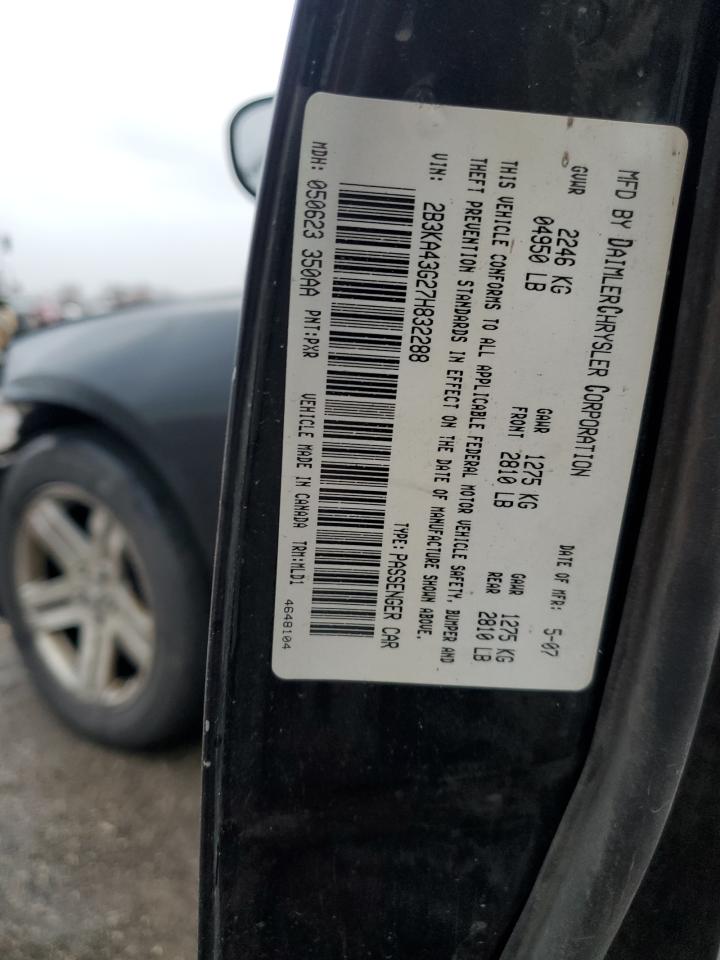 MFD BY DAIMLERCHRYSLER CORPORATION
DATE OF MFR: 5-07
GVWR 2246 KG
04950 LB
GAWR FRONT 1275 KG
2810 LB
GAWR REAR 1275 KG
2810 LB
THIS VEHICLE CONFORMS TO ALL APPLICABLE FEDERAL MOTOR VEHICLE SAFETY, BUMPER AND
THEFT PREVENTION STANDARDS IN EFFECT ON THE DATE OF MANUFACTURE SHOWN ABOVE.
VIN: 2B3KA43G27H832288
TYPE: PASSENGER CAR
MDH: 050623 350AA PNT:PXR VEHICLE MADE IN CANADA TRM:MLD1
4648104